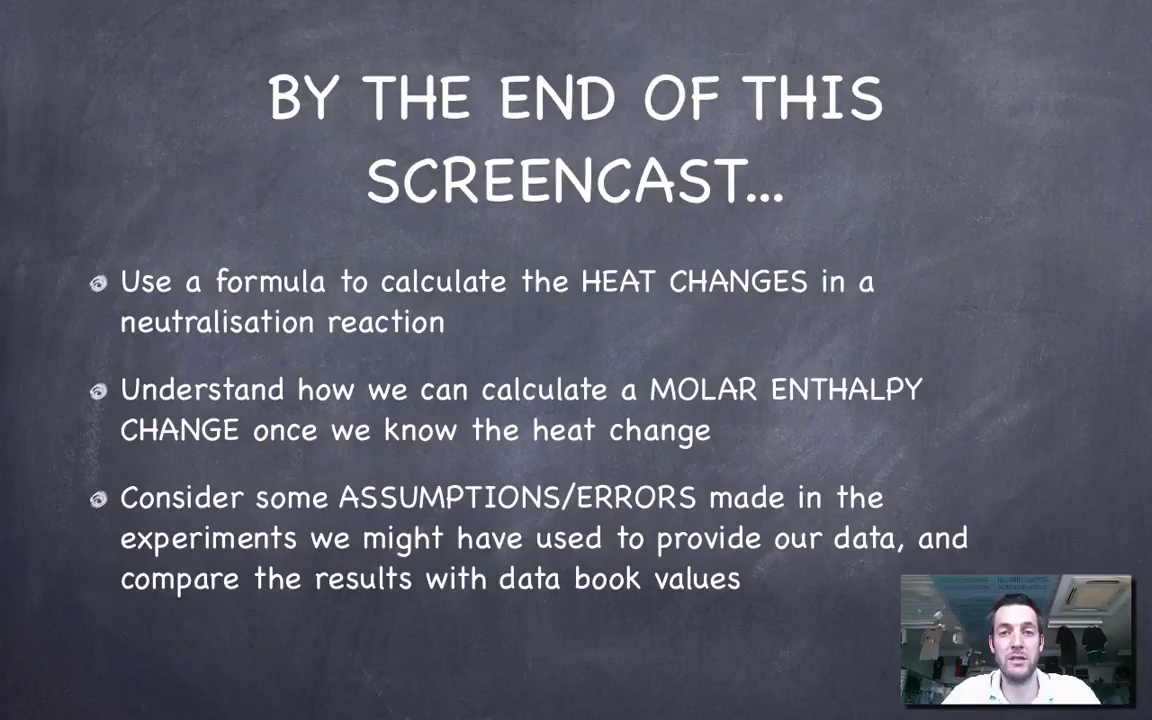 BY THE END OF THIS
SCREENCAST...
Use a formula to calculate the HEAT CHANGES in a
neutralisation reaction
Understand how we can calculate a MOLAR ENTHALPY
CHANGE once we know the heat change
Consider some ASSUMPTIONS/ERRORS made in the
experiments we might have used to provide our data, and
compare the results with data book values